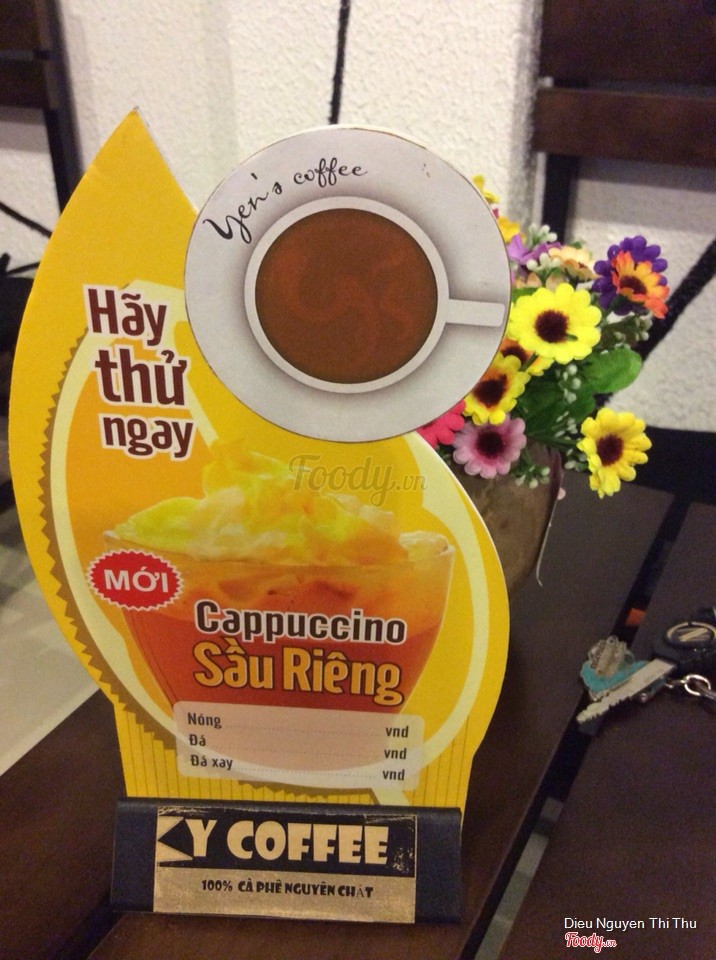 Yen's coffee
Hãy
thử
ngay
Foody.vn
MỚI
Cappuccino
Sầu Riêng
Nóng vnd
Đá vnd
Đá xay vnd
KY COFFEE
100% CÀ PHÊ NGUYÊN CHẤT
Dieu Nguyen Thi Thu
Foody.vn